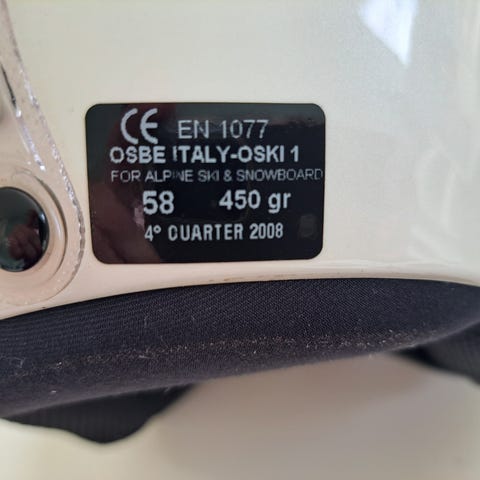 CE EN 1077
OSBE ITALY-OSKI 1
FOR ALPINE SKI & SNOWBOARD
58 450 gr
4° QUARTER 2008